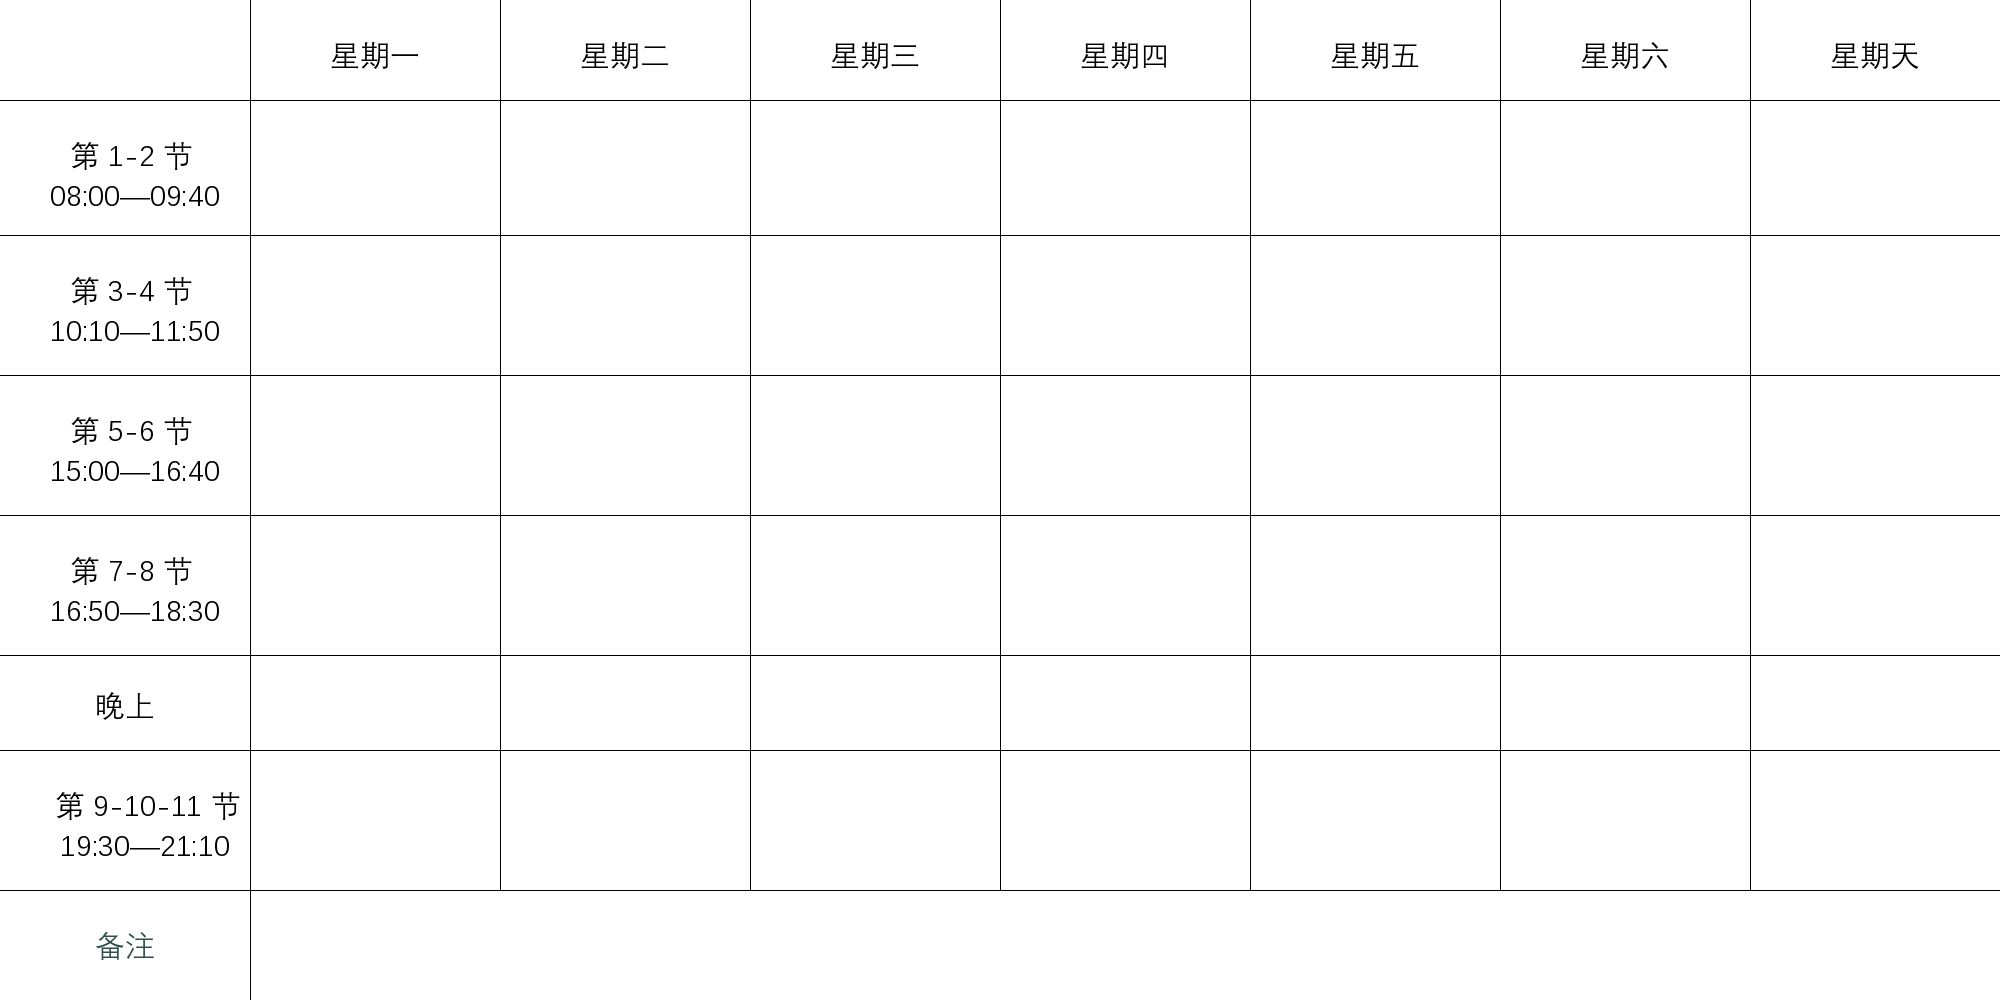 星期一 星期二 星期三 星期四 星期五 星期六 星期天
第 1-2 节
08:00—09:40
第 3-4 节
10:10—11:50
第 5-6 节
15:00—16:40
第 7-8 节
16:50—18:30
晚上
第 9-10-11 节
19:30—21:10
备注